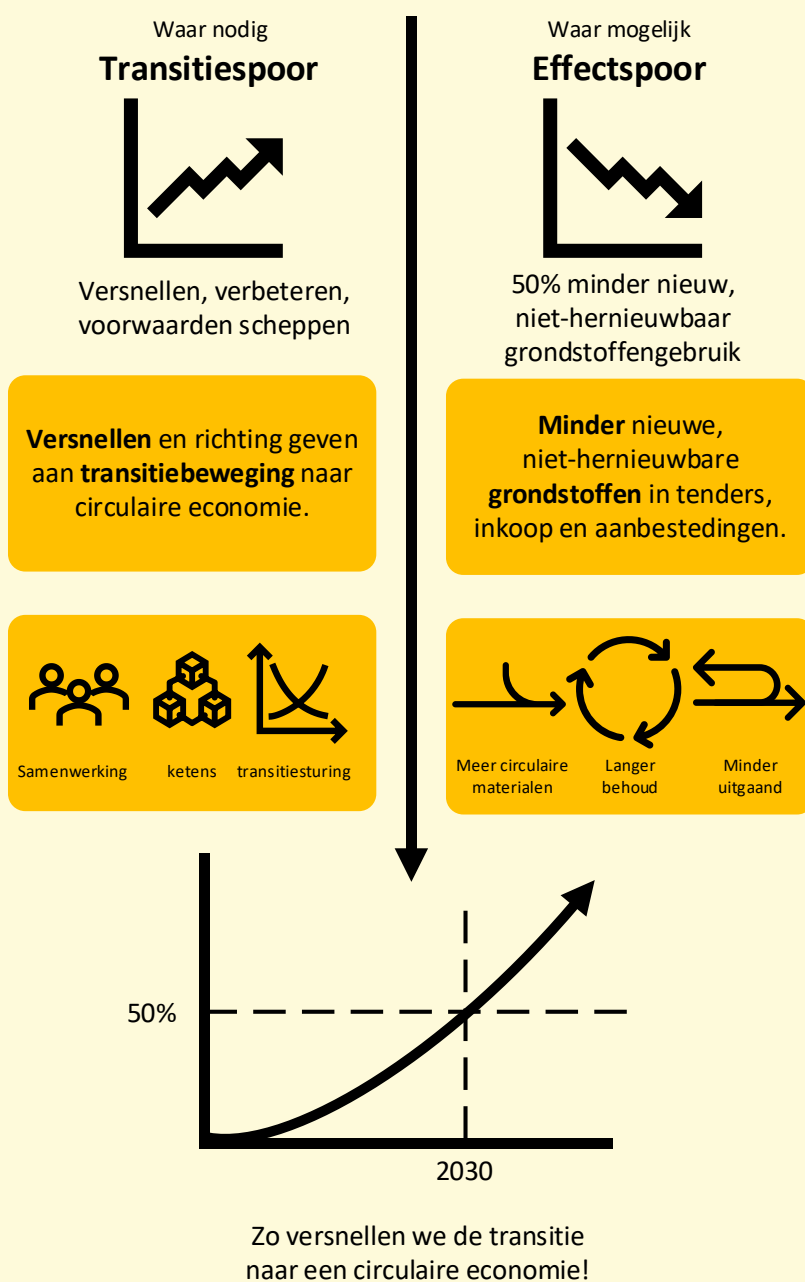 Waar nodig
Transitiespoor
Versnellen, verbeteren,
voorwaarden scheppen
Versnellen en richting geven
aan transitiebeweging naar
circulaire economie.
Samenwerking
ketens
transitiesturing
Waar mogelijk
Effectspoor
50% minder nieuw,
niet-hernieuwbaar
grondstoffengebruik
Minder nieuwe,
niet-hernieuwbare
grondstoffen in tenders,
inkoop en aanbestedingen.
Meer circulaire
materialen
Langer
behoud
Minder
uitgaand
50%
2030
Zo versnellen we de transitie
naar een circulaire economie!